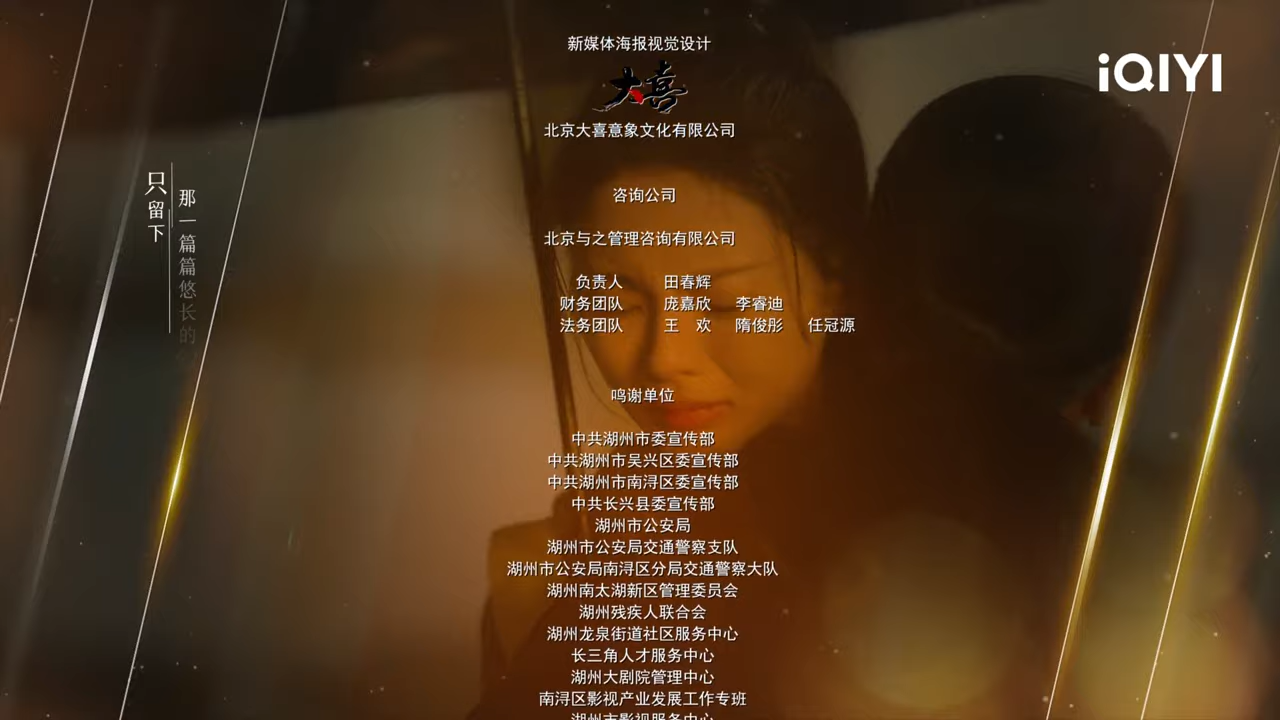 新媒体海报视觉设计
大喜
北京大喜意象文化有限公司
iQIYI
咨询公司
北京与之管理咨询有限公司
负责人 田春辉
财务团队 庞嘉欣 李睿迪
法务团队 王 欢 隋俊彤 任冠源
鸣谢单位
中共湖州市委宣传部
中共湖州市吴兴区委宣传部
中共湖州市南浔区委宣传部
中共长兴县委宣传部
湖州市公安局
湖州市公安局交通警察支队
湖州市公安局南浔区分局交通警察大队
湖州南太湖新区管理委员会
湖州残疾人联合会
湖州龙泉街道社区服务中心
长三角人才服务中心
湖州大剧院管理中心
南浔区影视产业发展工作专班
湖州市影视服务中心
只留下
那一篇篇悠长的